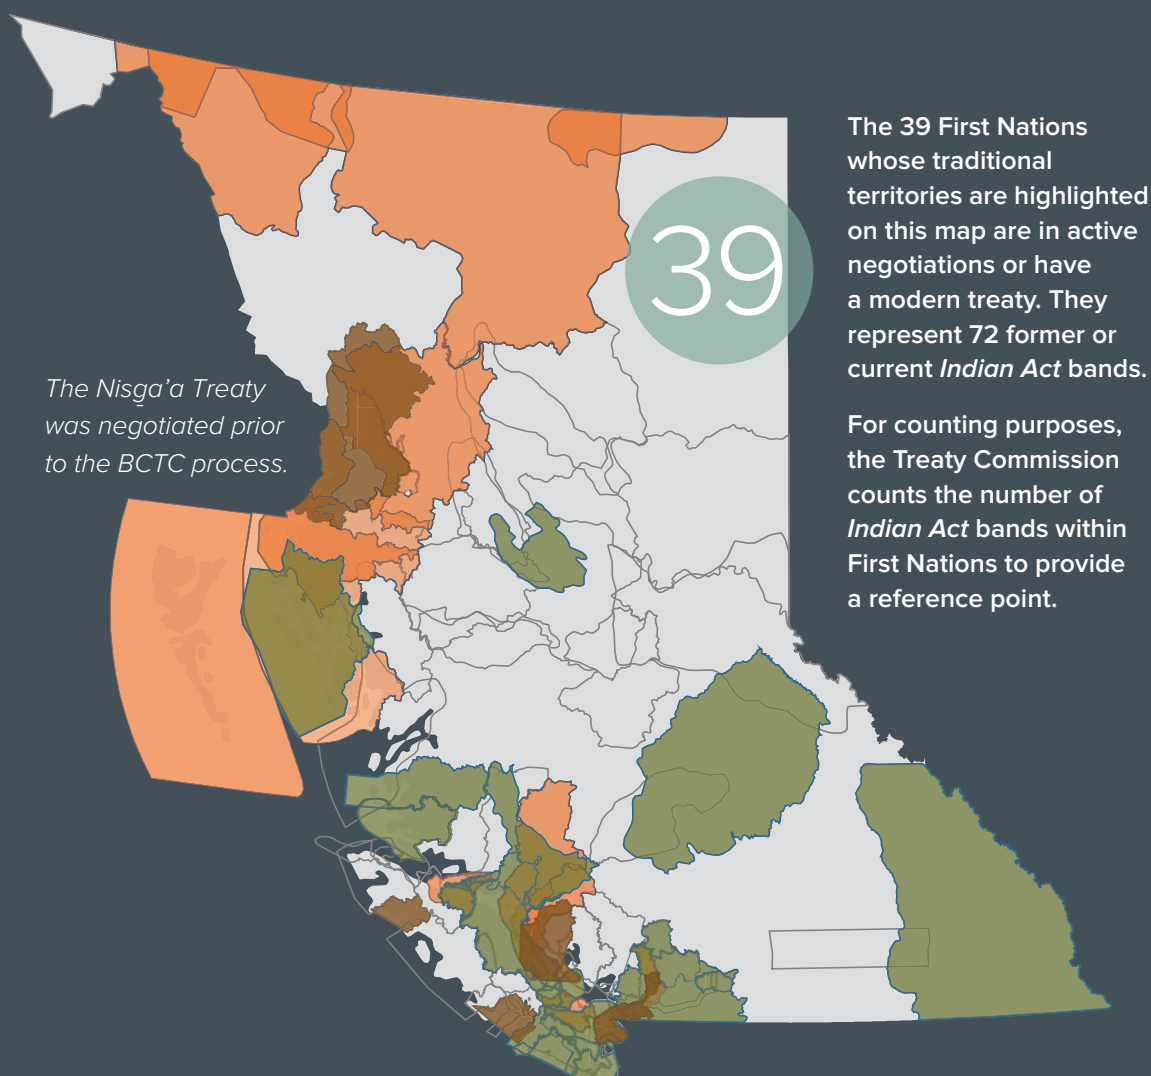 The 39 First Nations
whose traditional
territories are highlighted
on this map are in active
negotiations or have
a modern treaty. They
represent 72 former or
current Indian Act bands.
For counting purposes,
the Treaty Commission
counts the number of
Indian Act bands within
First Nations to provide
a reference point.
39
The Nisg̱a’a Treaty
was negotiated prior
to the BCTC process.